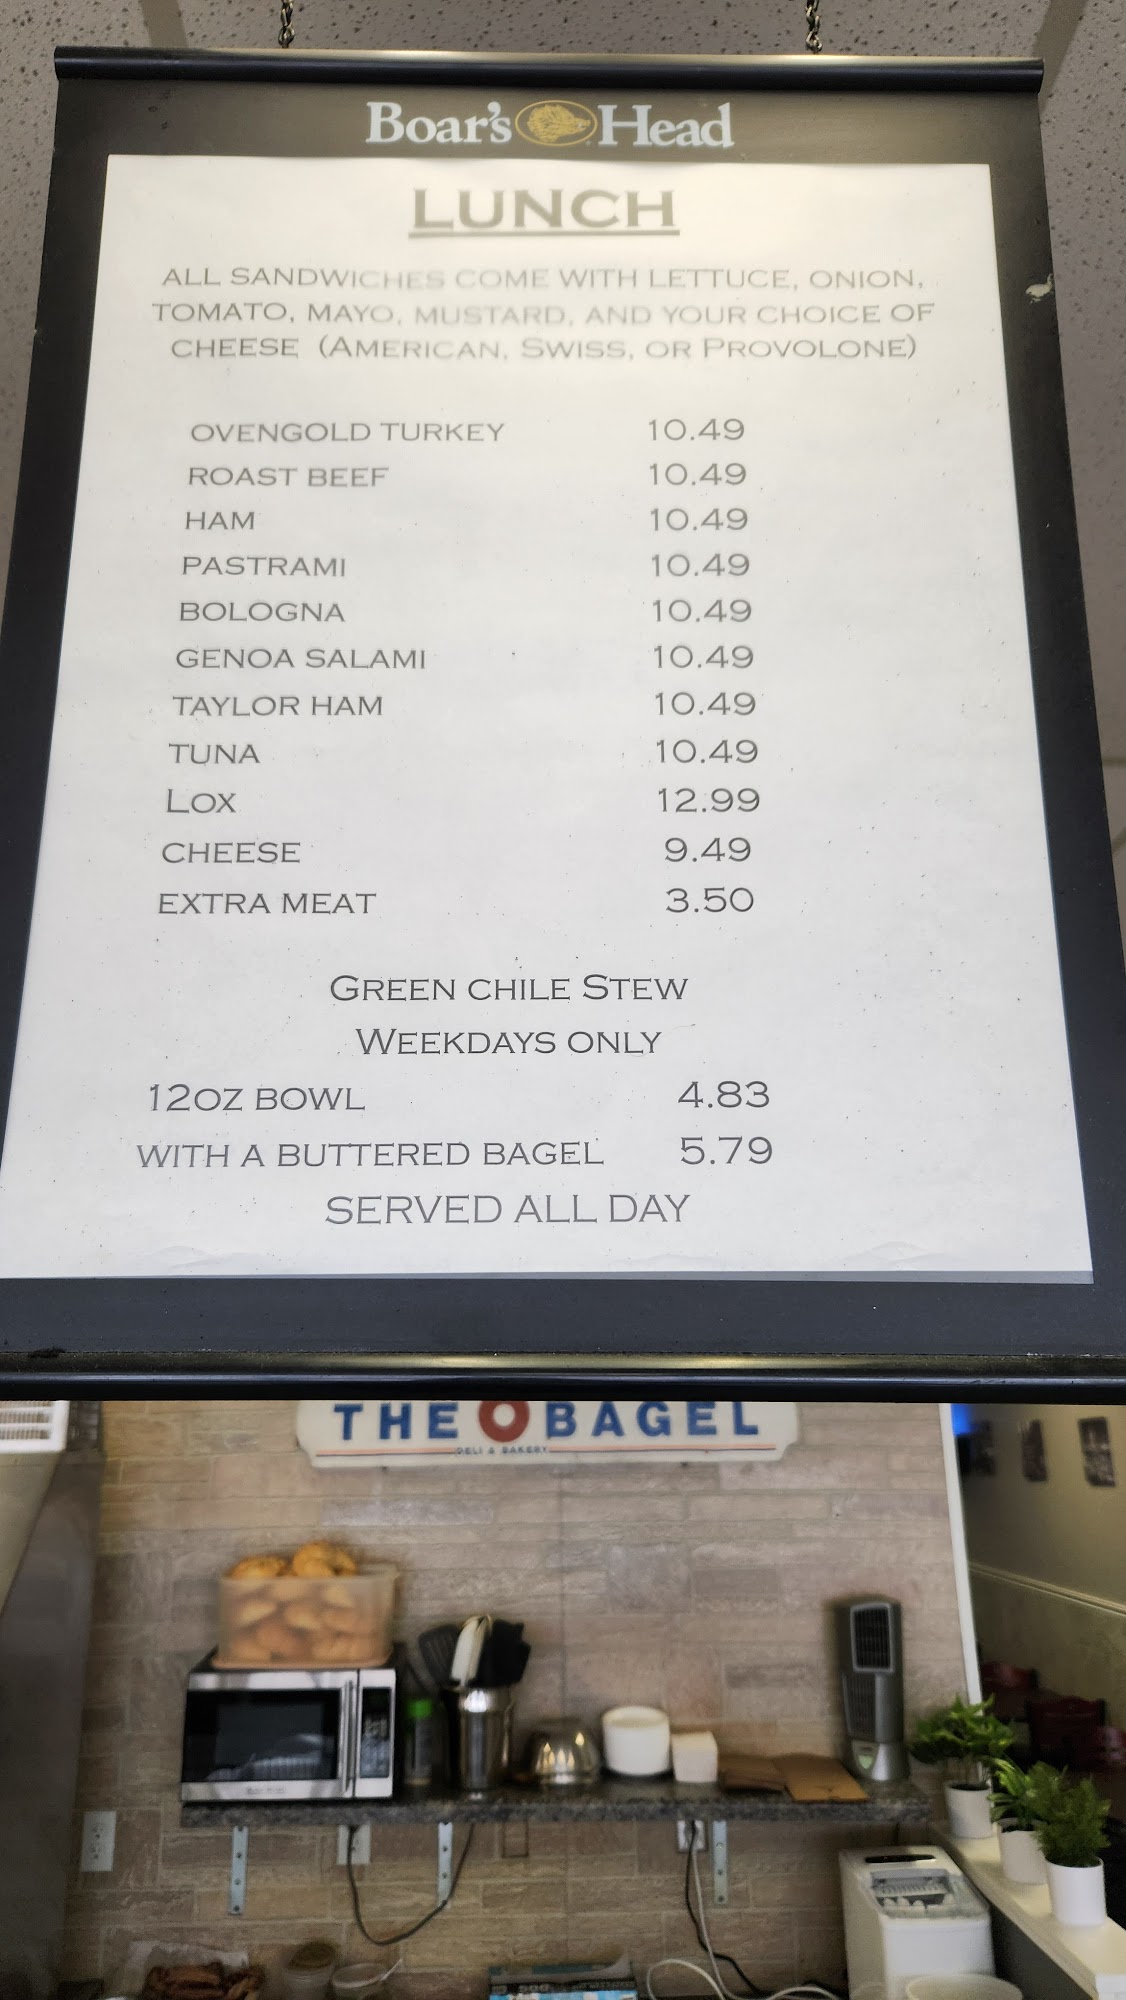 Boar's Head
LUNCH
ALL SANDWICHES COME WITH LETTUCE, ONION,
TOMATO, MAYO, MUSTARD, AND YOUR CHOICE OF
CHEESE (AMERICAN, SWISS, OR PROVOLONE)
OVENGOLD TURKEY 10.49
ROAST BEEF 10.49
HAM 10.49
PASTRAMI 10.49
BOLOGNA 10.49
GENOA SALAMI 10.49
TAYLOR HAM 10.49
TUNA 10.49
LOX 12.99
CHEESE 9.49
EXTRA MEAT 3.50
GREEN CHILE STEW
WEEKDAYS ONLY
12OZ BOWL 4.83
WITH A BUTTERED BAGEL 5.79
SERVED ALL DAY
THE BAGEL
DELI & BAKERY